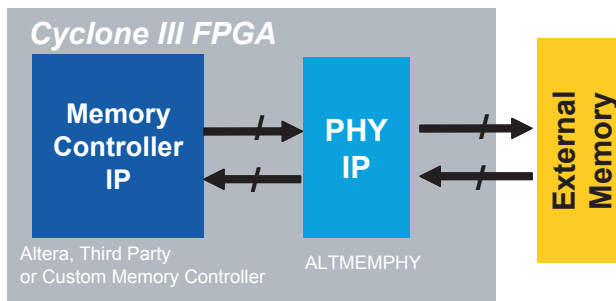 Cyclone III FPGA
Memory
Controller
IP
PHY
IP
External
Memory
Altera, Third Party
or Custom Memory Controller
ALTMEMPHY